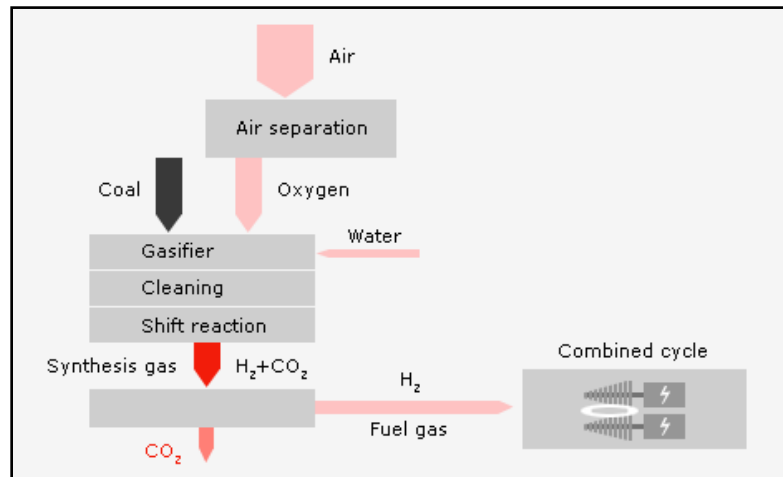 Air
Air separation
Coal
Oxygen
Water
Gasifier
Cleaning
Shift reaction
Synthesis gas
H₂+CO₂
Combined cycle
H₂
Fuel gas
CO₂